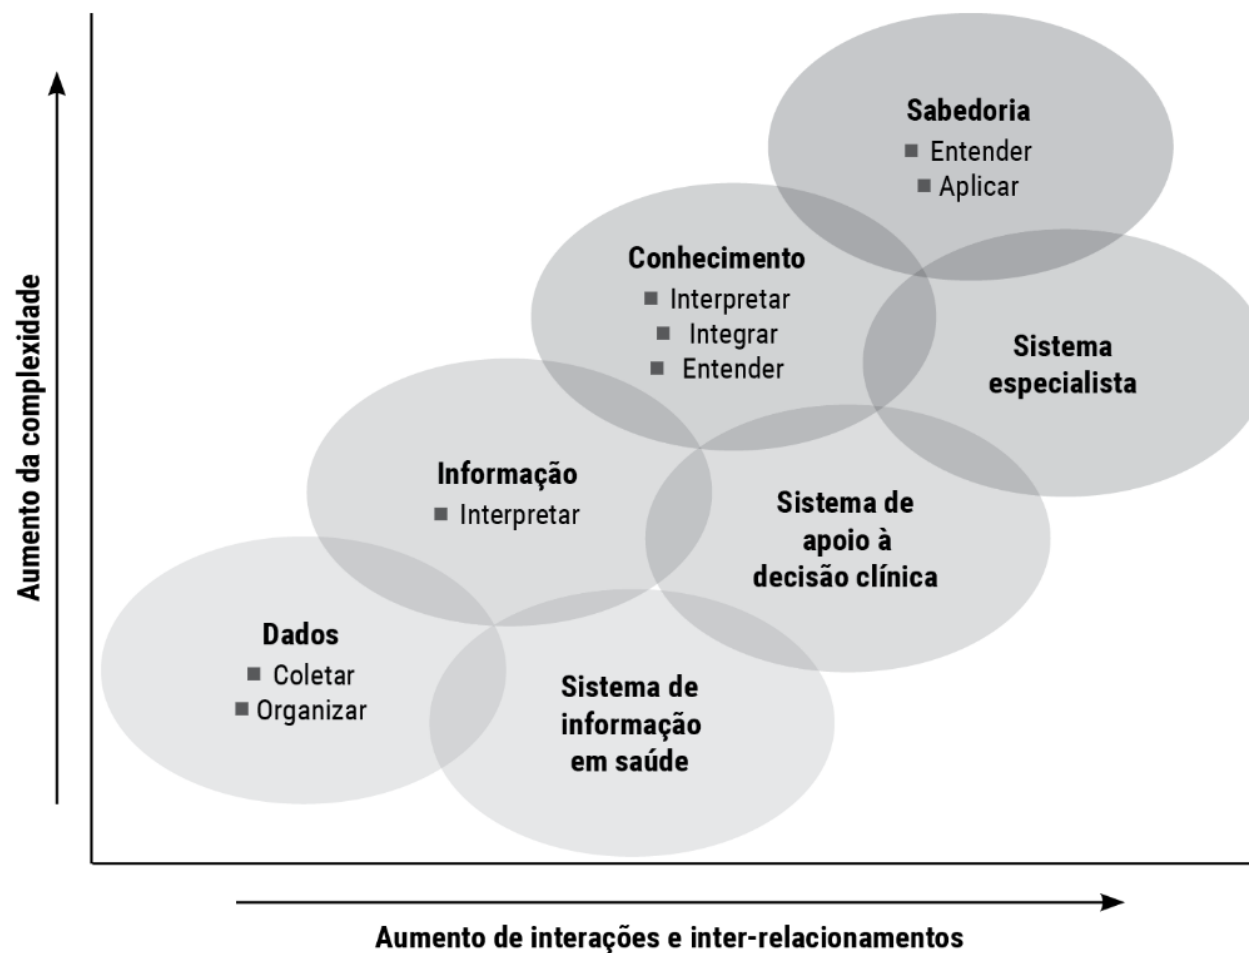 Sabedoria
■ Entender
■ Aplicar
Conhecimento
■ Interpretar
■ Integrar
■ Entender
Sistema
especialista
Informação
■ Interpretar
Sistema de
apoio à
decisão clínica
Dados
■ Coletar
■ Organizar
Sistema de
informação
em saúde
Aumento da complexidade
Aumento de interações e inter-relacionamentos